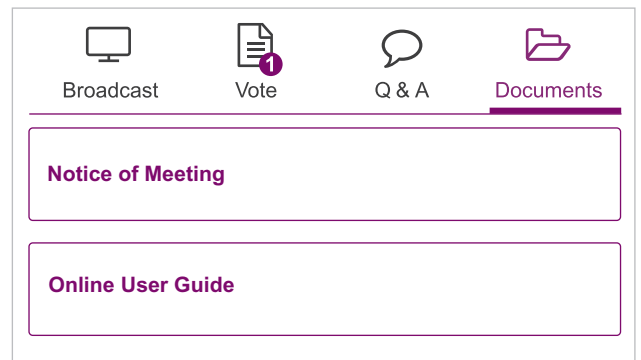 1
Broadcast Vote Q & A Documents
Notice of Meeting
Online User Guide